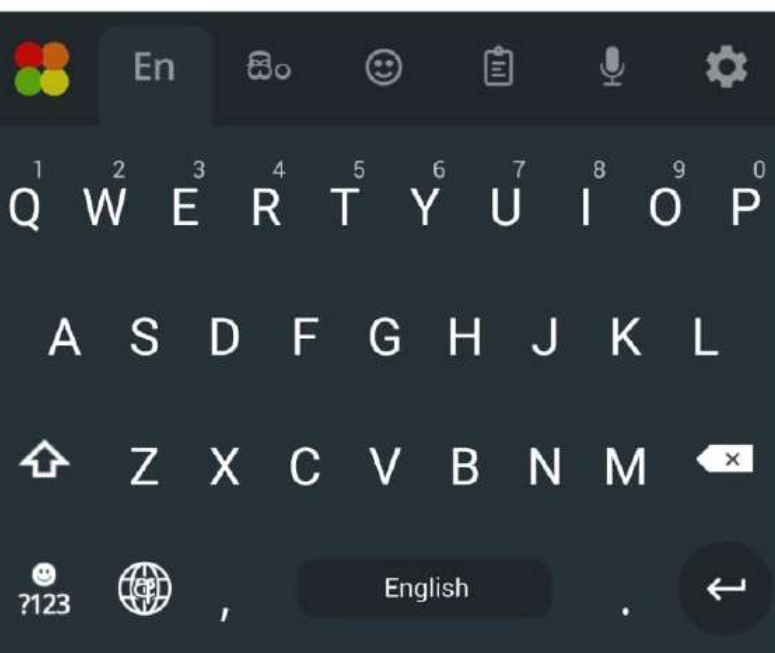 En
1 2 3 4 5 6 7 8 9 0
Q W E R T Y U I O P
A S D F G H J K L
Z X C V B N M
?123 , English .